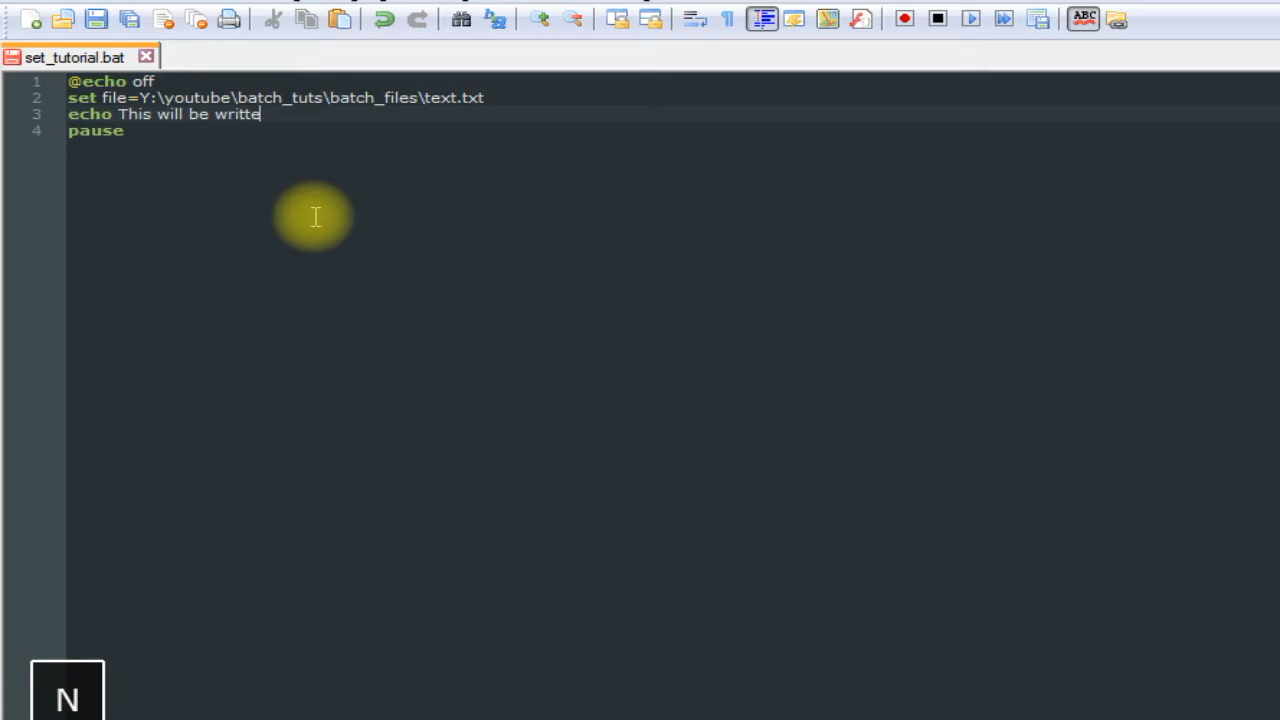 ABC
set_tutorial.bat
1 @echo off
2 set file=Y:\youtube\batch_tuts\batch_files\text.txt
3 echo This will be writte
4 pause
N